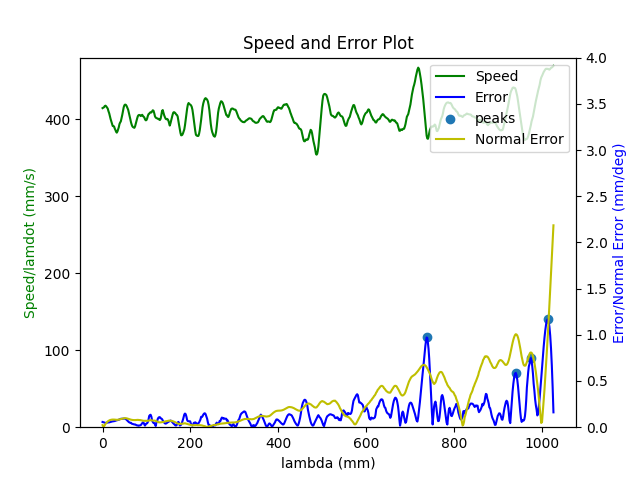 Speed and Error Plot
Speed
Error
peaks
Normal Error
Speed/lamdot (mm/s)
400
300
200
100
0
4.0
3.5
3.0
2.5
2.0
1.5
1.0
0.5
0.0
Error/Normal Error (mm/deg)
0 200 400 600 800 1000
lambda (mm)